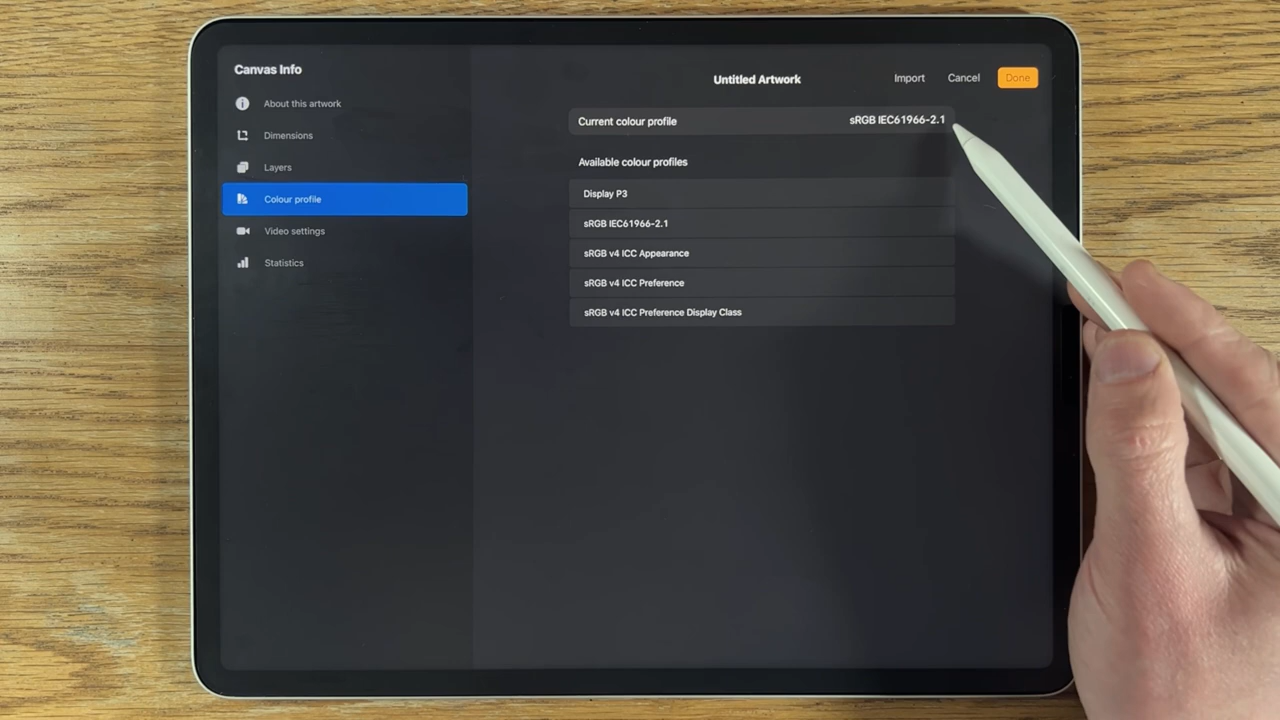 Canvas Info
About this artwork
Dimensions
Layers
Colour profile
Video settings
Statistics
Untitled Artwork
Import
Cancel
Done
Current colour profile
sRGB IEC61966-2.1
Available colour profiles
Display P3
sRGB IEC61966-2.1
sRGB v4 ICC Appearance
sRGB v4 ICC Preference
sRGB v4 ICC Preference Display Class